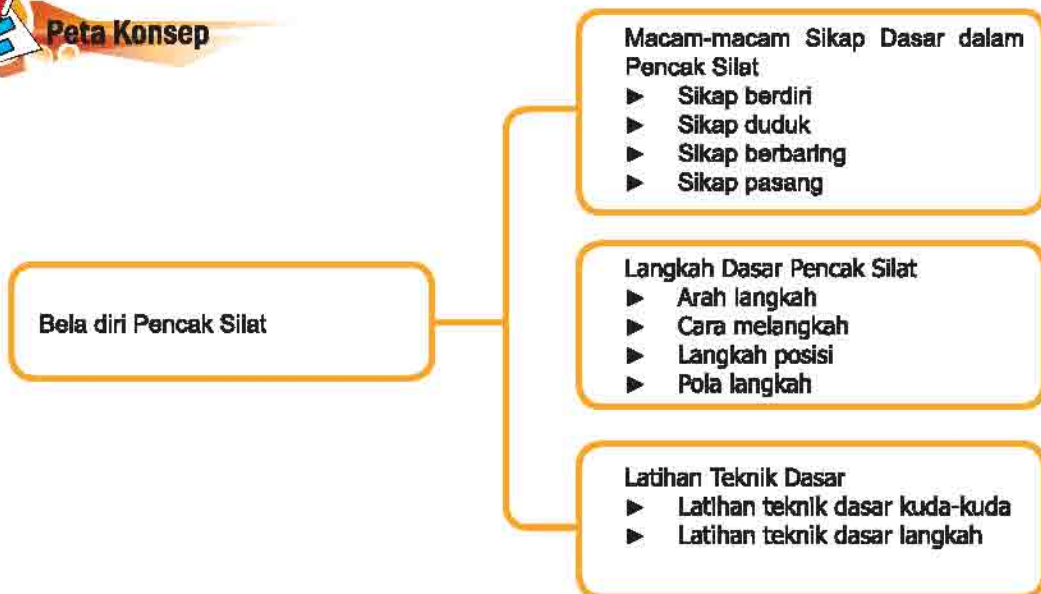 Peta Konsep
Bela diri Pencak Silat
Macam-macam Sikap Dasar dalam
Pencak Silat
► Sikap berdiri
► Sikap duduk
► Sikap berbaring
► Sikap pasang
Langkah Dasar Pencak Silat
► Arah langkah
► Cara melangkah
► Langkah posisi
► Pola langkah
Latihan Teknik Dasar
► Latihan teknik dasar kuda-kuda
► Latihan teknik dasar langkah